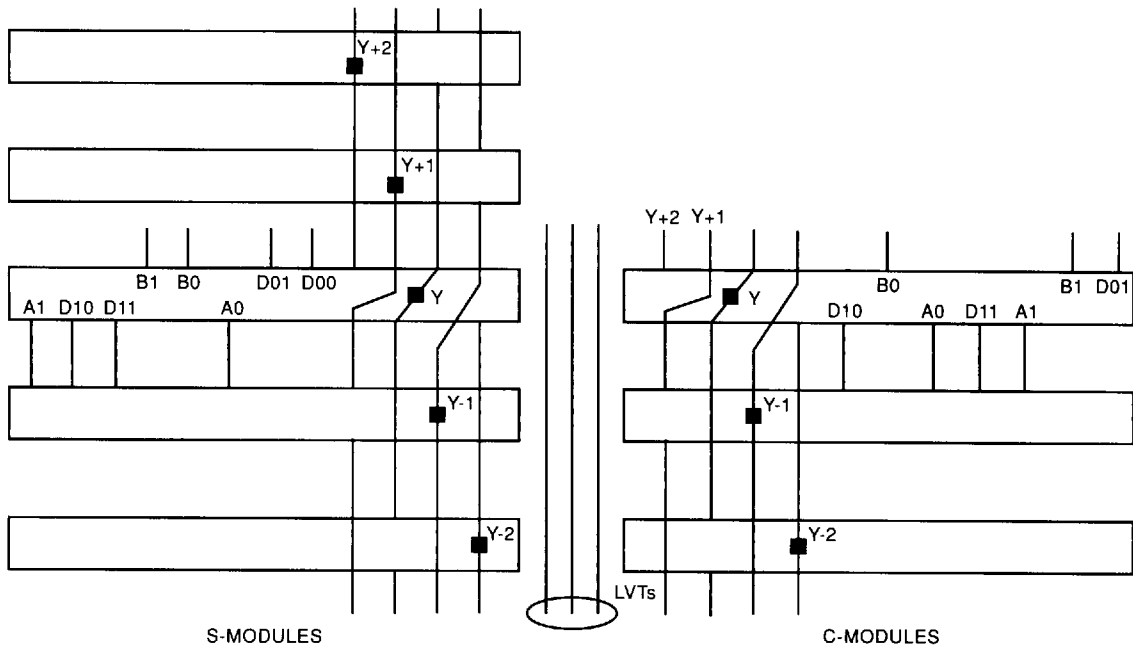 Y+2
Y+1
Y+2 Y+1
B1 B0 D01 D00
B0 B1 D01
Y
Y
A1 D10 D11 A0
D10 A0 D11 A1
Y-1
Y-1
Y-2
Y-2
LVTs
S-MODULES
C-MODULES